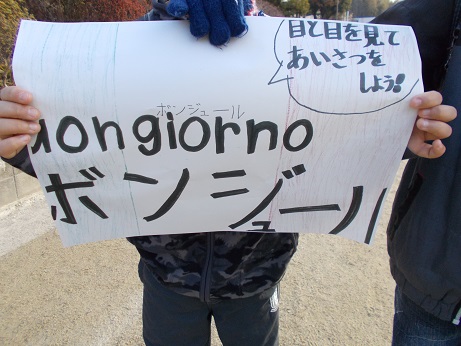 目と目を見て
あいさつを
しよう!
ボンジュール
uongiorno
ボンジュール